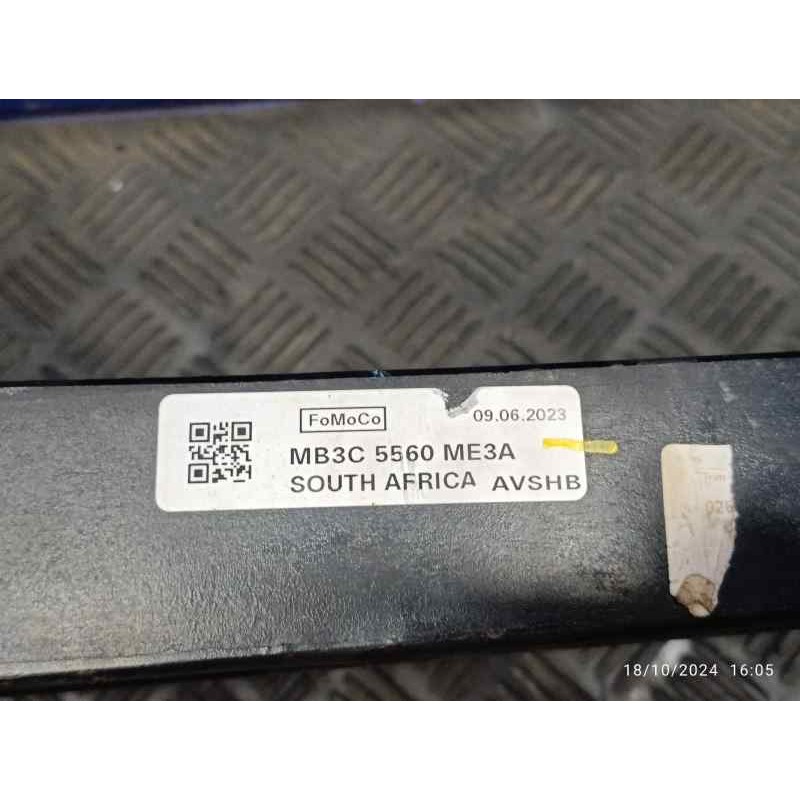 FoMoCo 09.06.2023
MB3C 5560 ME3A
SOUTH AFRICA AVSHB
18/10/2024 16:05